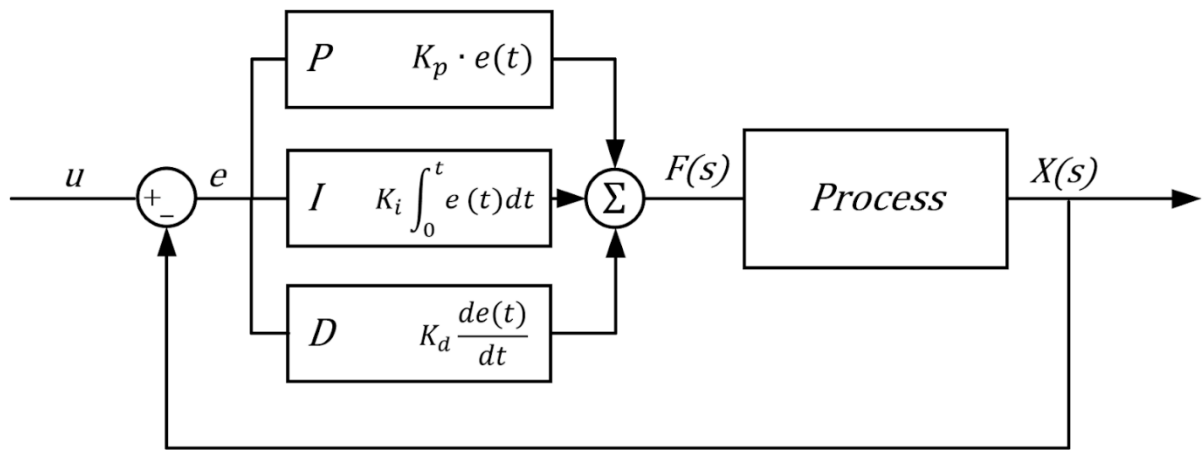 P K_p · e(t)
u
+
−
e
I K_i ∫_0^t e (t)dt
Σ
F(s)
Process
X(s)
D K_d de(t)/dt